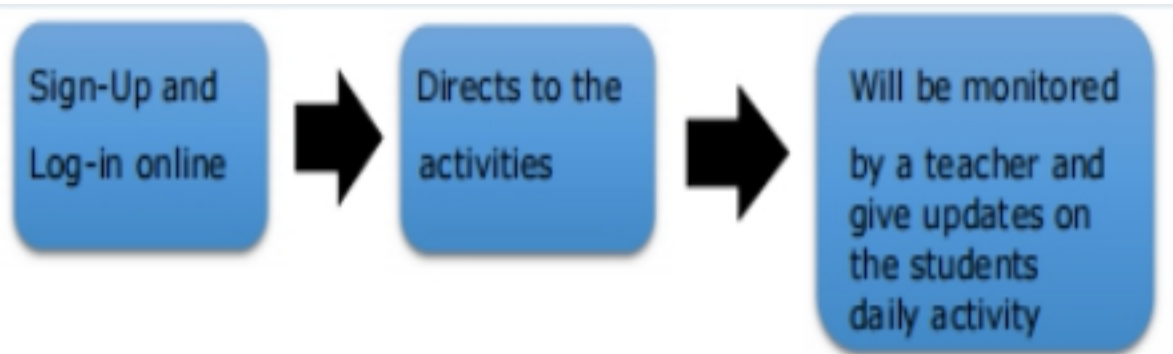 Sign-Up and
Log-in online
Directs to the
activities
Will be monitored
by a teacher and
give updates on
the students
daily activity